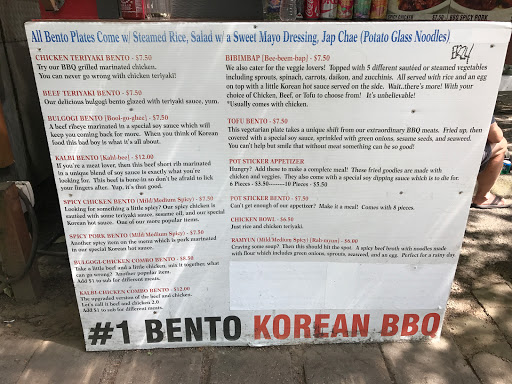 All Bento Plates Come w/ Steamed Rice, Salad w/ a Sweet Mayo Dressing, Jap Chae (Potato Glass Noodles)
CHICKEN TERIYAKI BENTO - $7.50
Try our BBQ grilled marinated chicken.
You can never go wrong with chicken teriyaki!
BEEF TERIYAKI BENTO - $7.50
Our delicious bulgogi bento glazed with teriyaki sauce, yum.
BULGOGI BENTO [Bool-go-ghee] - $7.50
A beef ribeye marinated in a special soy sauce which will
keep you coming back for more. When you think of Korean
food this bad boy is what it's all about.
KALBI BENTO [Kahl-bee] - $12.00
If you're a meat lover, then this beef short rib marinated
in a unique blend of soy sauce is exactly what you're
looking for. This beef is bone-in so don't be afraid to lick
your fingers after. Yup, it's that good.
SPICY CHICKEN BENTO (Mild/Medium Spicy) - $7.50
Looking for something a little spicy? Our spicy chicken is
sautéed with some teriyaki sauce, sesame oil, and our special
Korean hot sauce. One of our more popular items.
SPICY PORK BENTO (Mild/Medium Spicy) - $7.50
Another spicy item on the menu which is pork marinated
in our special Korean hot sauce.
BULGOGI-CHICKEN COMBO BENTO - $8.50
Take a little beef and a little chicken, mix it together what
can go wrong? Another popular item.
Add $1 to sub for different meats.
KALBI-CHICKEN COMBO BENTO - $12.00
The upgraded version of the beef and chicken.
Let's call it beef and chicken 2.0
Add $1 to sub for different meats.
BIBIMBAP [Bee-beem-bap] - $7.50
We also cater for the veggie lovers! Topped with 5 different sautéed or steamed vegetables
including sprouts, spinach, carrots, daikon, and zucchinis. All served with rice and an egg
on top with a little Korean hot sauce served on the side. Wait..there's more! With your
choice of Chicken, Beef, or Tofu to choose from! It's unbelievable!
*Usually comes with chicken.
TOFU BENTO - $7.50
This vegetarian plate takes a unique shift from our extraordinary BBQ meats. Fried up, then
covered with a special soy sauce, sprinkled with green onions, sesame seeds, and seaweed.
You can't help but smile that without meat something can be so good!
POT STICKER APPETIZER
Hungry? Add these to make a complete meal! These fried goodies are made with
chicken and veggies. They also come with a special soy dipping sauce which is to die for.
6 Pieces - $3.50----------10 Pieces - $5.50
POT STICKER BENTO - $7.50
Can't get enough of our appetizer? Make it a meal! Comes with 8 pieces.
CHICKEN BOWL - $6.50
Just rice and chicken teriyaki.
RAMYUN [Mild/Medium Spicy] [Rah-myun] - $6.00
Craving some soup? Then this should hit the spot. A spicy beef broth with noodles made
with flour which includes green onions, sprouts, seaweed, and an egg. Perfect for a rainy day.
#1 BENTO KOREAN BBQ